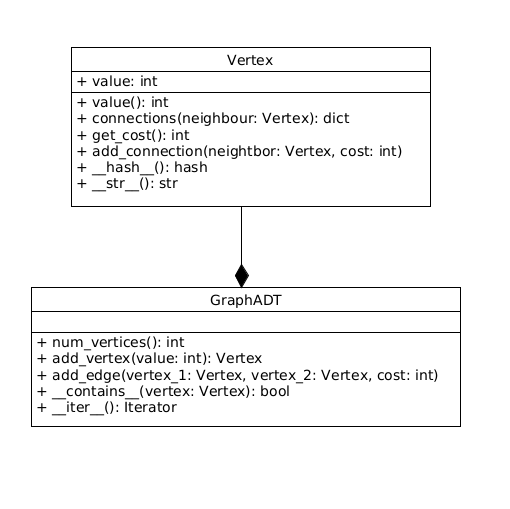 Vertex
+ value: int
+ value(): int
+ connections(neighbour: Vertex): dict
+ get_cost(): int
+ add_connection(neightbor: Vertex, cost: int)
+ __hash__(): hash
+ __str__(): str
GraphADT
+ num_vertices(): int
+ add_vertex(value: int): Vertex
+ add_edge(vertex_1: Vertex, vertex_2: Vertex, cost: int)
+ __contains__(vertex: Vertex): bool
+ __iter__(): Iterator